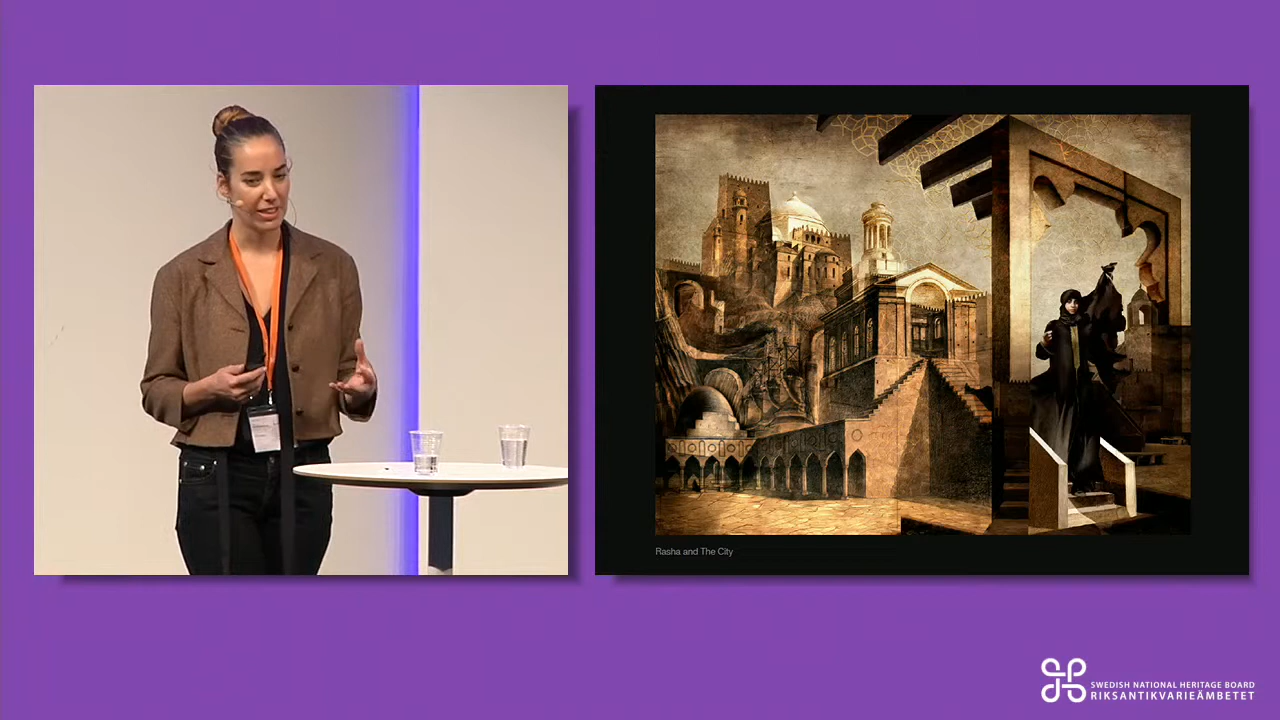 Rasha and The City
SWEDISH NATIONAL HERITAGE BOARD
RIKSANTIKVARIEÄMBETET